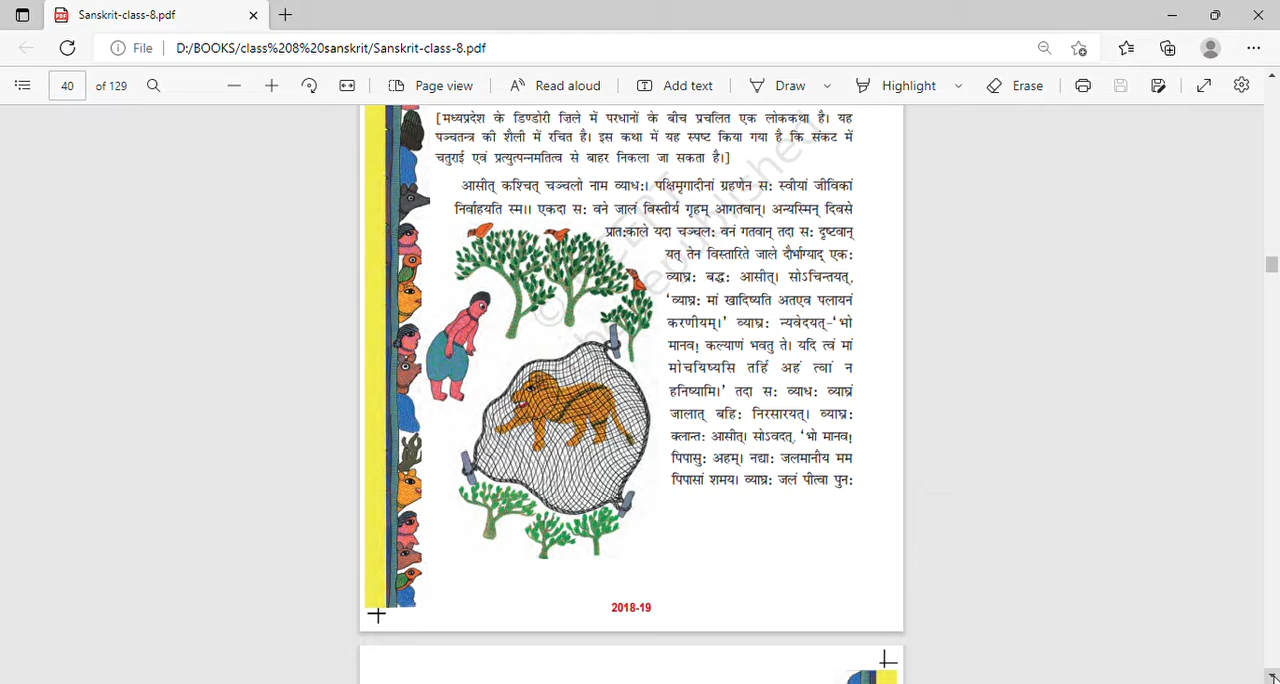 Sanskrit-class-8.pdf
File
D:/BOOKS/class%208%20sanskrit/Sanskrit-class-8.pdf
40 of 129
Page view
Read aloud
Add text
Draw
Highlight
Erase
[मध्यप्रदेश के डिण्डोरी ज़िले में परधानों के बीच प्रचलित एक लोककथा है। यह
पञ्चतन्त्र की शैली में रचित है। इस कथा में यह स्पष्ट किया गया है कि संकट में
चतुराई एवं प्रत्युत्पन्नमतित्व से बाहर निकला जा सकता है।]
आसीत् कश्चित् चञ्चलो नाम व्याधः। पक्षिमृगादीनां ग्रहणेन सः स्वीयां जीविकां
निर्वाहयति स्म।। एकदा सः वने जालं विस्तीर्य गृहम् आगतवान्। अन्यस्मिन् दिवसे
प्रातःकाले यदा चञ्चलः वनं गतवान् तदा सः दृष्टवान्
यत् तेन विस्तारिते जाले दौर्भाग्याद् एकः
व्याघ्रः बद्धः आसीत्। सोऽचिन्तयत्,
‘व्याघ्रः मां खादिष्यति अतएव पलायनं
करणीयम्।’ व्याघ्रः न्यवेदयत्-‘भो
मानव! कल्याणं भवतु ते। यदि त्वं मां
मोचयिष्यसि तर्हि अहं त्वां न
हनिष्यामि।’ तदा सः व्याधः व्याघ्रं
जालात् बहिः निरसारयत्। व्याघ्रः
क्लान्तः आसीत्। सोऽवदत्, ‘भो मानव!
पिपासुः अहम्। नद्याः जलमानीय मम
पिपासां शमय। व्याघ्रः जलं पीत्वा पुनः
2018-19